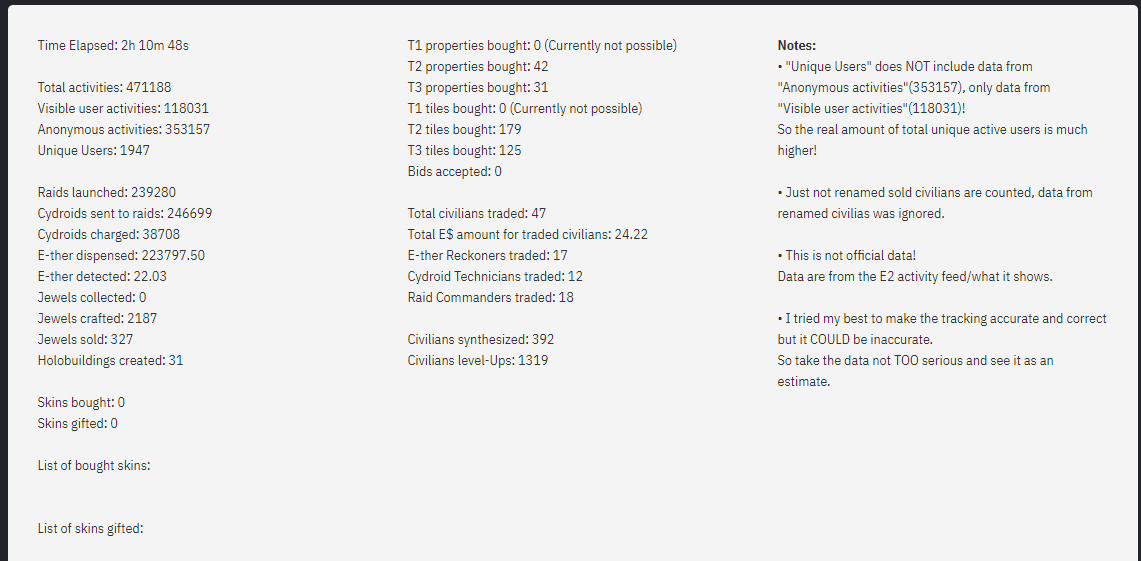 Time Elapsed: 2h 10m 48s
Total activities: 471188
Visible user activities: 118031
Anonymous activities: 353157
Unique Users: 1947
Raids launched: 239280
Cydroids sent to raids: 246699
Cydroids charged: 38708
E-ther dispensed: 223797.50
E-ther detected: 22.03
Jewels collected: 0
Jewels crafted: 2187
Jewels sold: 327
Holobuildings created: 31
Skins bought: 0
Skins gifted: 0
List of bought skins:
List of skins gifted:
T1 properties bought: 0 (Currently not possible)
T2 properties bought: 42
T3 properties bought: 31
T1 tiles bought: 0 (Currently not possible)
T2 tiles bought: 179
T3 tiles bought: 125
Bids accepted: 0
Total civilians traded: 47
Total E$ amount for traded civilians: 24.22
E-ther Reckoners traded: 17
Cydroid Technicians traded: 12
Raid Commanders traded: 18
Civilians synthesized: 392
Civilians level-Ups: 1319
Notes:
• "Unique Users" does NOT include data from
"Anonymous activities"(353157), only data from
"Visible user activities"(118031)!
So the real amount of total unique active users is much
higher!
• Just not renamed sold civilians are counted, data from
renamed civilias was ignored.
• This is not official data!
Data are from the E2 activity feed/what it shows.
• I tried my best to make the tracking accurate and correct
but it COULD be inaccurate.
So take the data not TOO serious and see it as an
estimate.